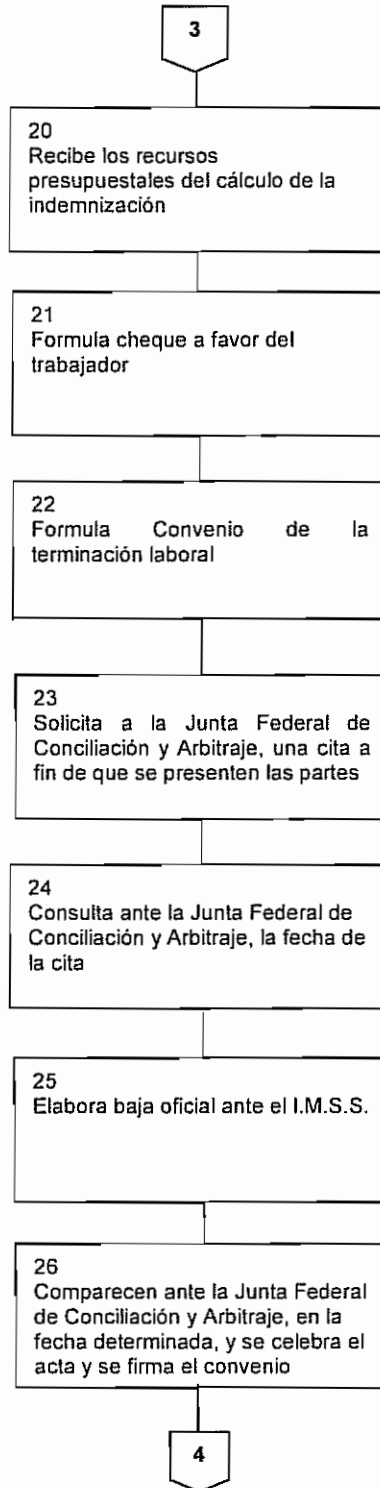 3
20
Recibe los recursos
presupuestales del cálculo de la
indemnización
21
Formula cheque a favor del
trabajador
22
Formula Convenio de la
terminación laboral
23
Solicita a la Junta Federal de
Conciliación y Arbitraje, una cita a
fin de que se presenten las partes
24
Consulta ante la Junta Federal de
Conciliación y Arbitraje, la fecha de
la cita
25
Elabora baja oficial ante el I.M.S.S.
26
Comparecen ante la Junta Federal
de Conciliación y Arbitraje, en la
fecha determinada, y se celebra el
acta y se firma el convenio
4